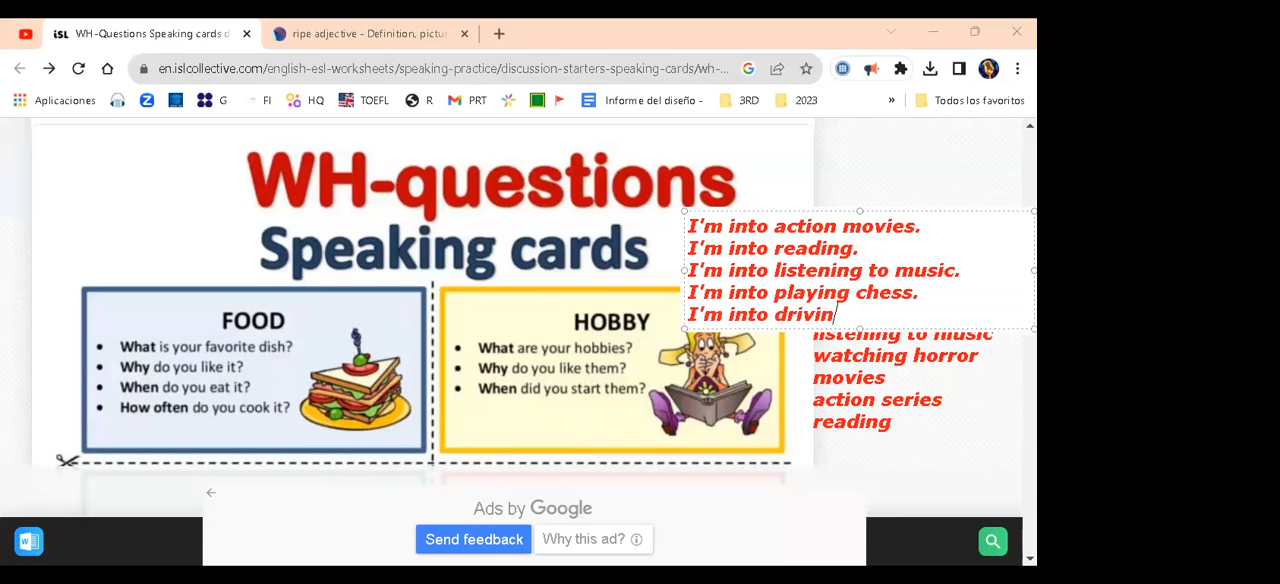 iSL WH-Questions Speaking cards d
ripe adjective - Definition, pictu
en.islcollective.com/english-esl-worksheets/speaking-practice/discussion-starters-speaking-cards/wh-...
Aplicaciones Z G FI HQ TOEFL R PRT Informe del diseño - 3RD 2023 » Todos los favoritos
WH-questions
Speaking cards
I'm into action movies.
I'm into reading.
I'm into listening to music.
I'm into playing chess.
I'm into drivin
listening to music
watching horror
movies
action series
reading
FOOD
• What is your favorite dish?
• Why do you like it?
• When do you eat it?
• How often do you cook it?
HOBBY
• What are your hobbies?
• Why do you like them?
• When did you start them?
Ads by Google
Send feedback
Why this ad?
W